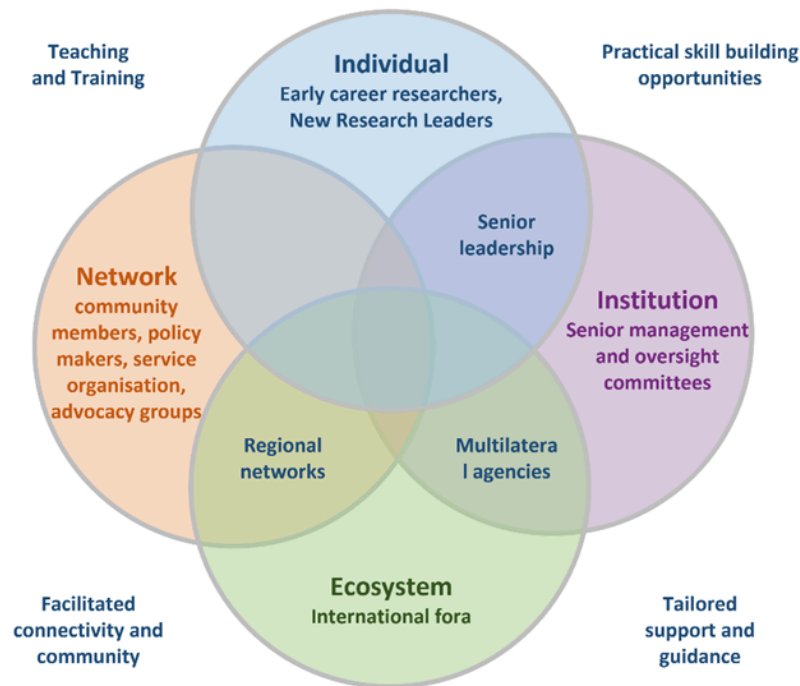 Teaching
and Training
Individual
Early career researchers,
New Research Leaders
Practical skill building
opportunities
Senior
leadership
Network
community
members, policy
makers, service
organisation,
advocacy groups
Institution
Senior management
and oversight
committees
Regional
networks
Multilatera
l agencies
Ecosystem
International fora
Facilitated
connectivity and
community
Tailored
support and
guidance